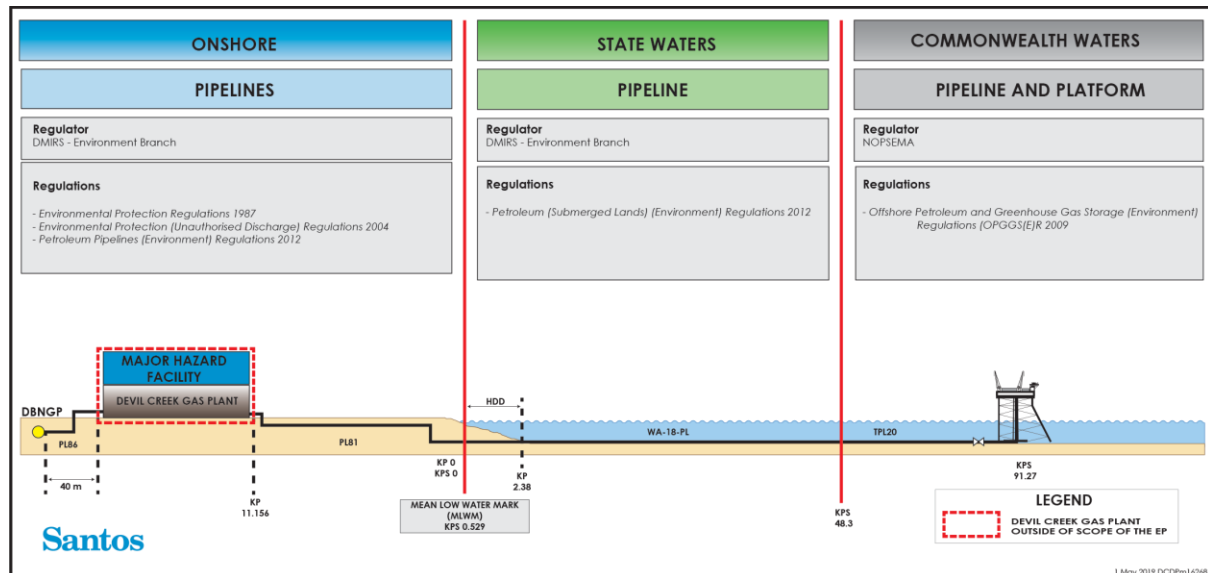 ONSHORE
PIPELINES
Regulator
DMIRS - Environment Branch
Regulations
- Environmental Protection Regulations 1987
- Environmental Protection (Unauthorised Discharge) Regulations 2004
- Petroleum Pipelines (Environment) Regulations 2012
STATE WATERS
PIPELINE
Regulator
DMIRS - Environment Branch
Regulations
- Petroleum (Submerged Lands) (Environment) Regulations 2012
COMMONWEALTH WATERS
PIPELINE AND PLATFORM
Regulator
NOPSEMA
Regulations
- Offshore Petroleum and Greenhouse Gas Storage (Environment)
Regulations (OPGGS(E)R 2009
MAJOR HAZARD
FACILITY
DEVIL CREEK GAS PLANT
DBNGP
PL86
40 m
KP
11.156
PL81
HDD
KP 0
KPS 0
KP
2.38
MEAN LOW WATER MARK
(MLWM)
KPS 0.529
WA-18-PL
TPL20
KPS
48.3
KPS
91.27
LEGEND
DEVIL CREEK GAS PLANT
OUTSIDE OF SCOPE OF THE EP
Santos